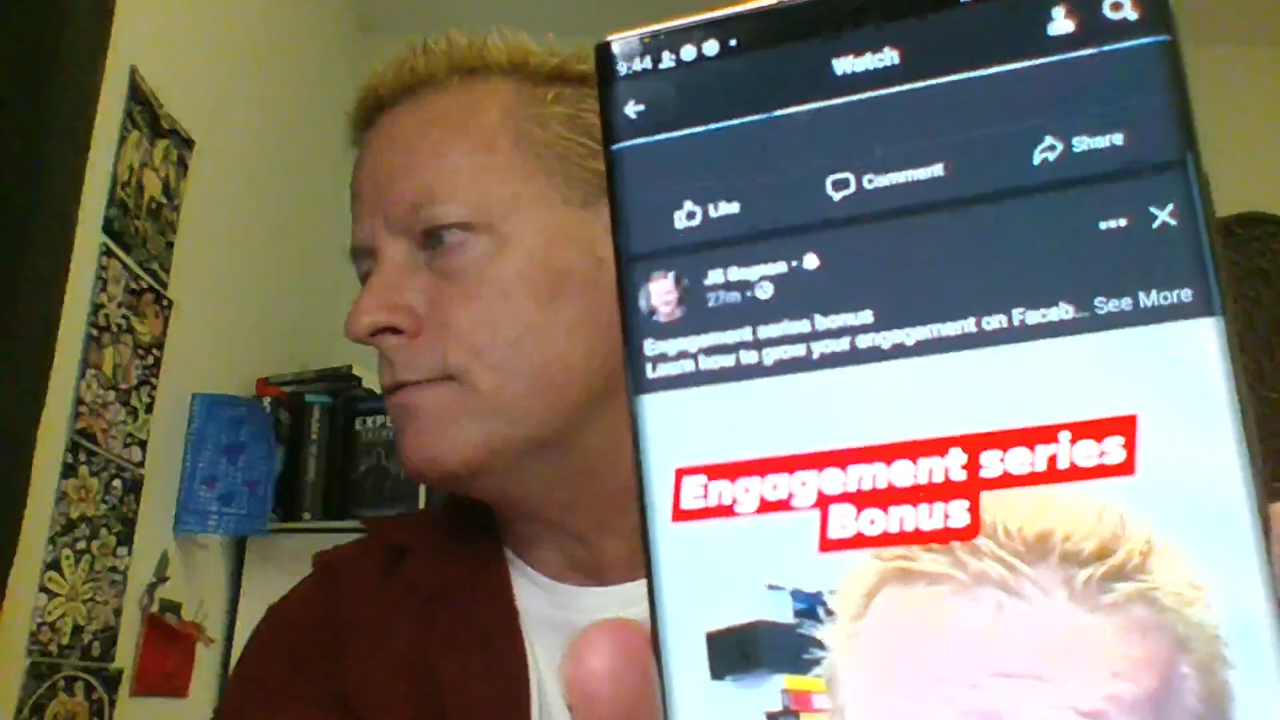 9:44
Watch
Like
Comment
Share
27m
Engagement series bonus
Learn how to grow your engagement on Faceb... See More
Engagement series
Bonus